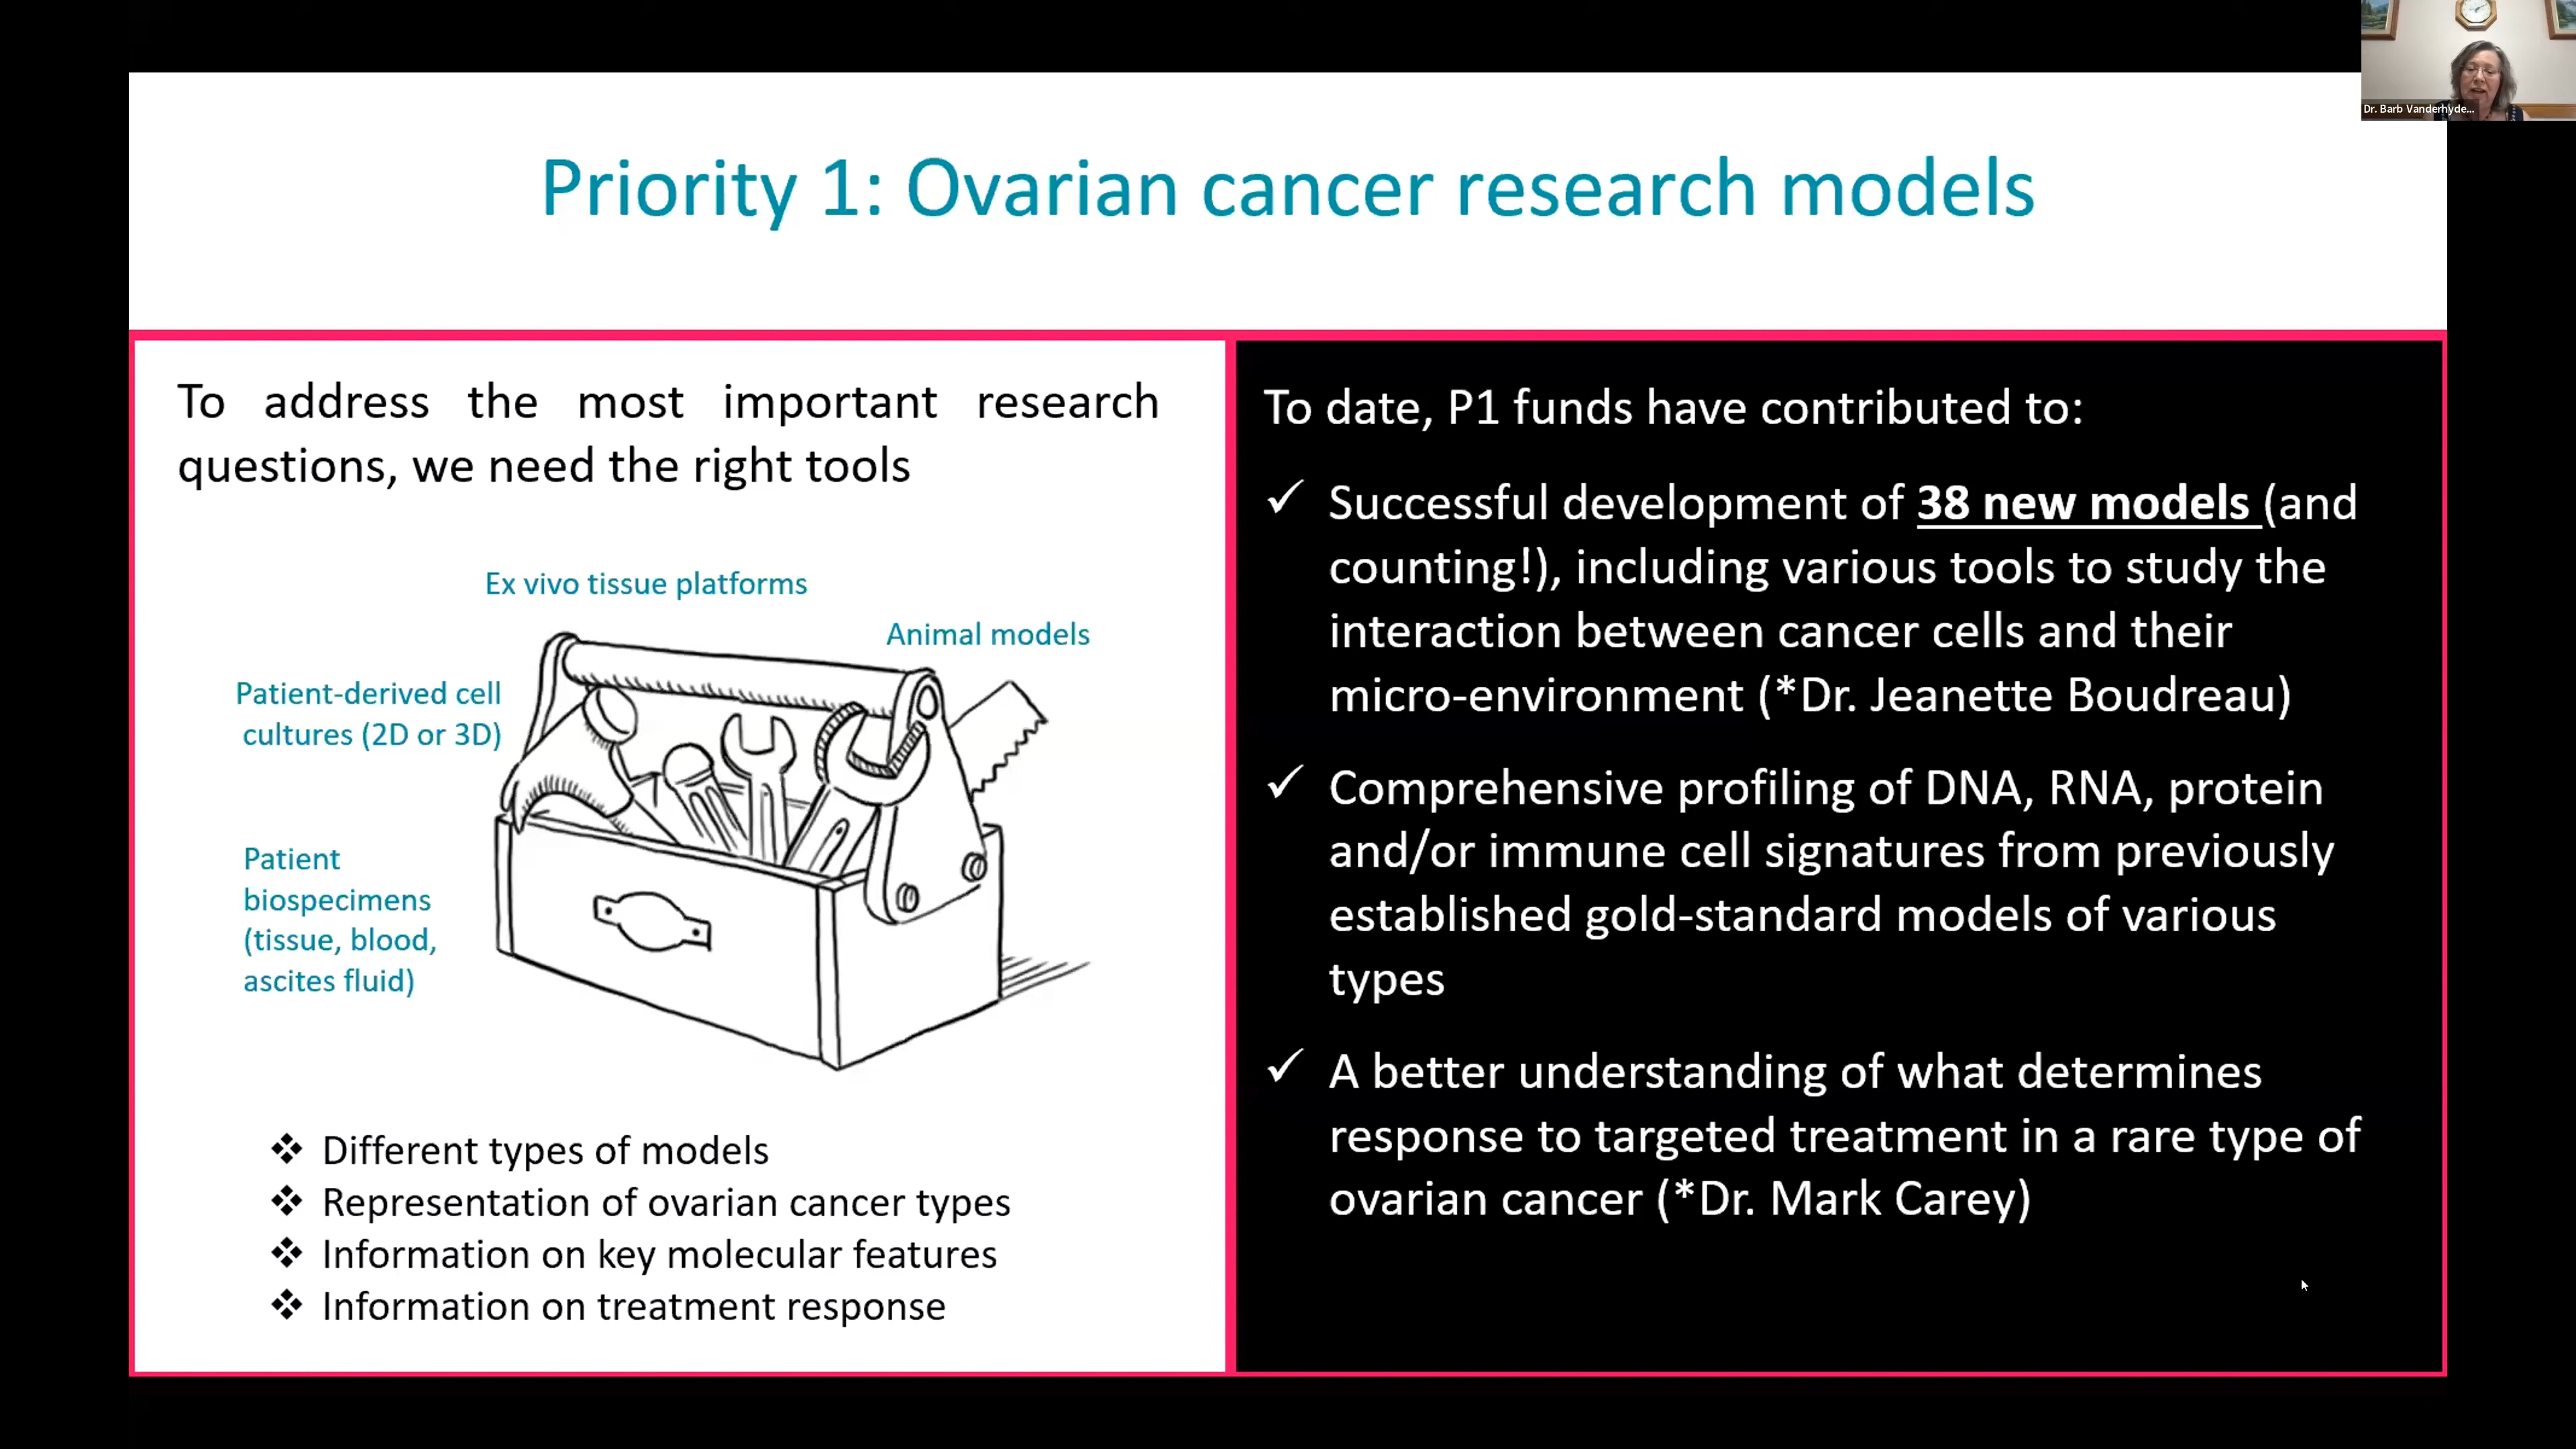 Dr. Barb Vanderhyde...
Priority 1: Ovarian cancer research models
To address the most important research
questions, we need the right tools
Ex vivo tissue platforms
Animal models
Patient-derived cell
cultures (2D or 3D)
Patient
biospecimens
(tissue, blood,
ascites fluid)
❖ Different types of models
❖ Representation of ovarian cancer types
❖ Information on key molecular features
❖ Information on treatment response
To date, P1 funds have contributed to:
✓ Successful development of 38 new models (and
counting!), including various tools to study the
interaction between cancer cells and their
micro-environment (*Dr. Jeanette Boudreau)
✓ Comprehensive profiling of DNA, RNA, protein
and/or immune cell signatures from previously
established gold-standard models of various
types
✓ A better understanding of what determines
response to targeted treatment in a rare type of
ovarian cancer (*Dr. Mark Carey)